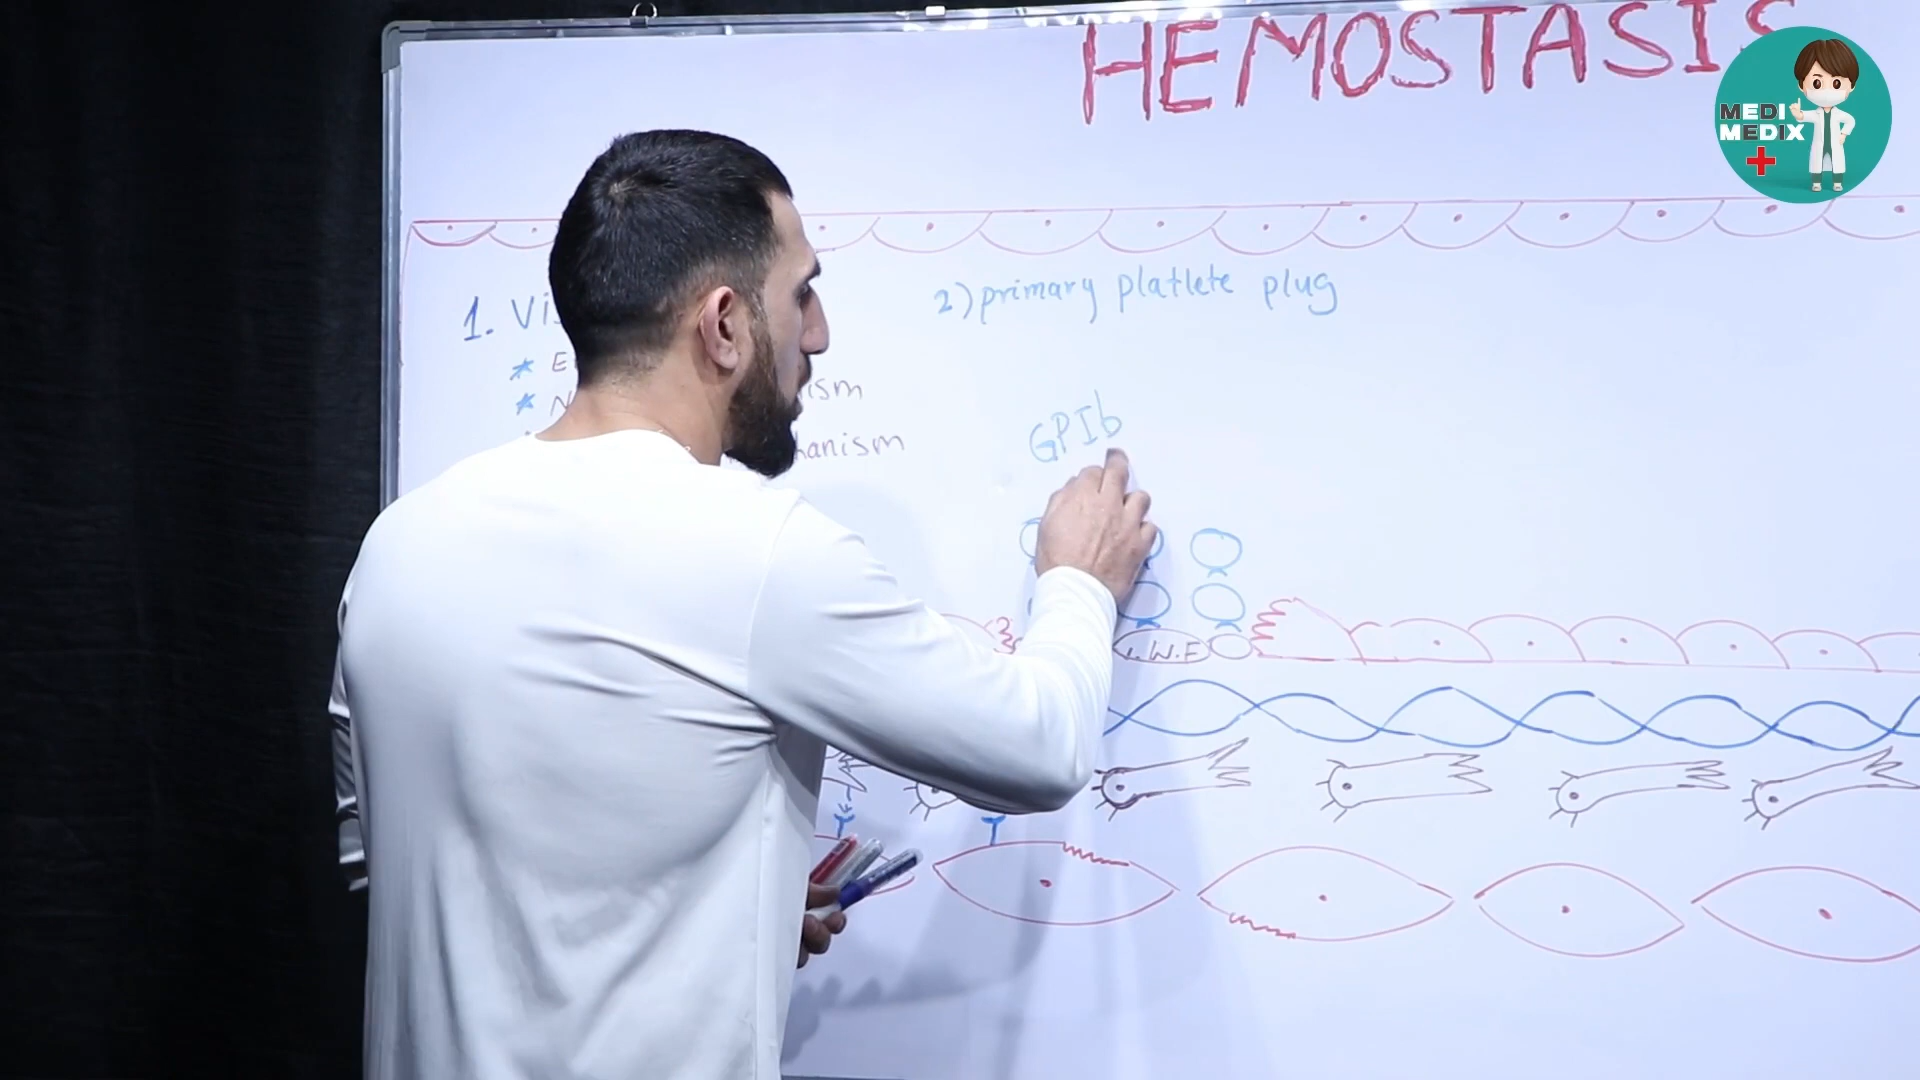 HEMOSTASIS
MEDI
MEDIX
1. Vi
2) primary platlete plug
* E
* N ism
hanism
GPIb
.W.F